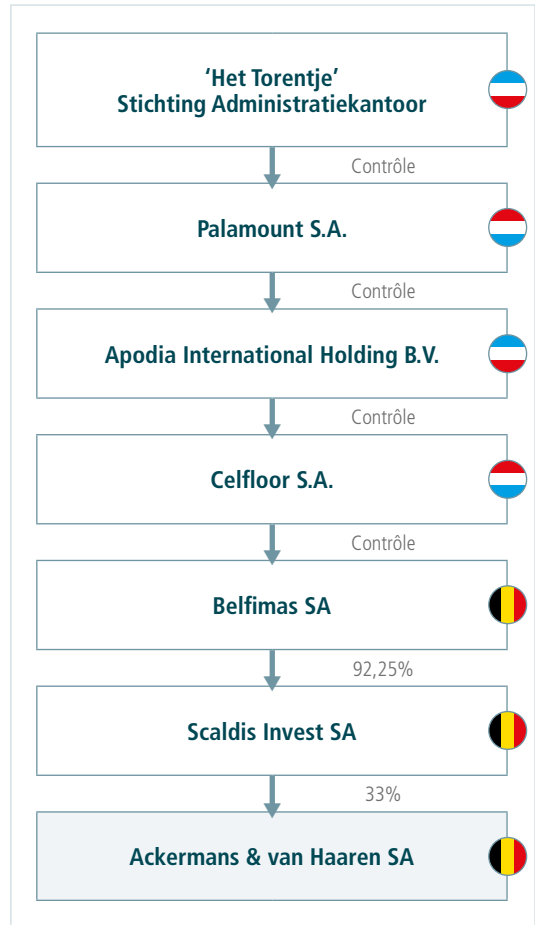 ‘Het Torentje’
Stichting Administratiekantoor
Contrôle
Palamount S.A.
Contrôle
Apodia International Holding B.V.
Contrôle
Celfloor S.A.
Contrôle
Belfimas SA
92,25%
Scaldis Invest SA
33%
Ackermans & van Haaren SA